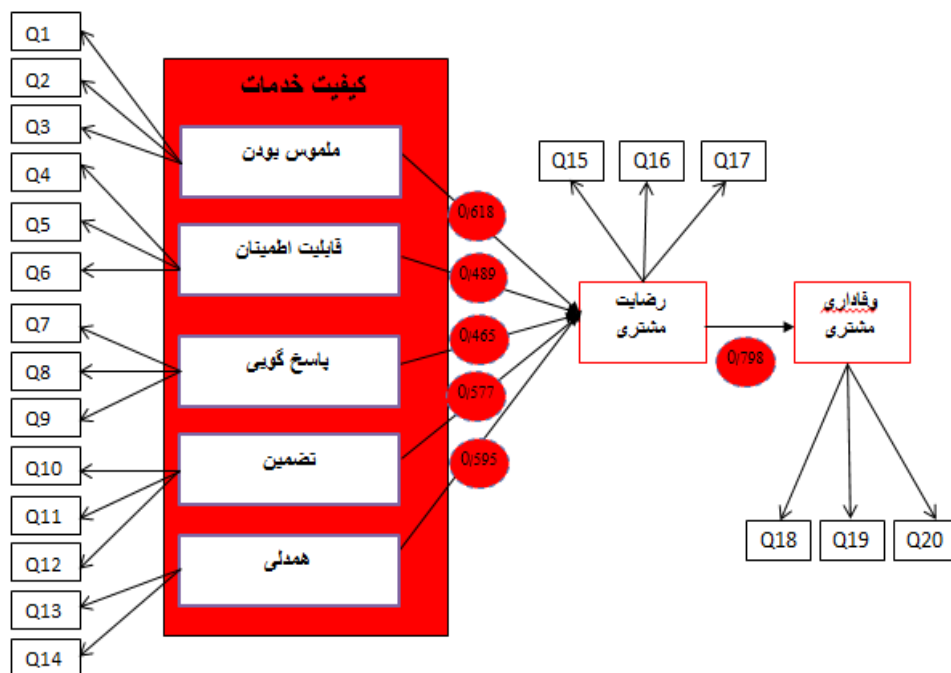 Q1
Q2
Q3
Q4
Q5
Q6
Q7
Q8
Q9
Q10
Q11
Q12
Q13
Q14
کیفیت خدمات
ملموس بودن
قابلیت اطمینان
پاسخ گویی
تضمین
همدلی
0/618
0/489
0/465
0/577
0/595
Q15 Q16 Q17
رضایت
مشتری
0/798
وفاداری
مشتری
Q18 Q19 Q20